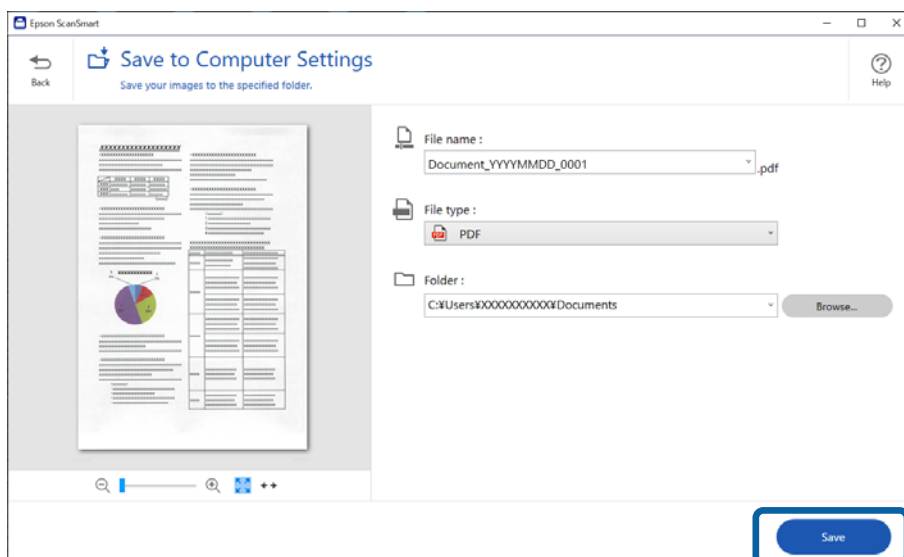 Epson ScanSmart
Back
Save to Computer Settings
Save your images to the specified folder.
Help
File name :
Document_YYYYMMDD_0001
.pdf
File type :
PDF
Folder :
C:¥Users¥XXXXXXXXXX¥Documents
Browse...
Save